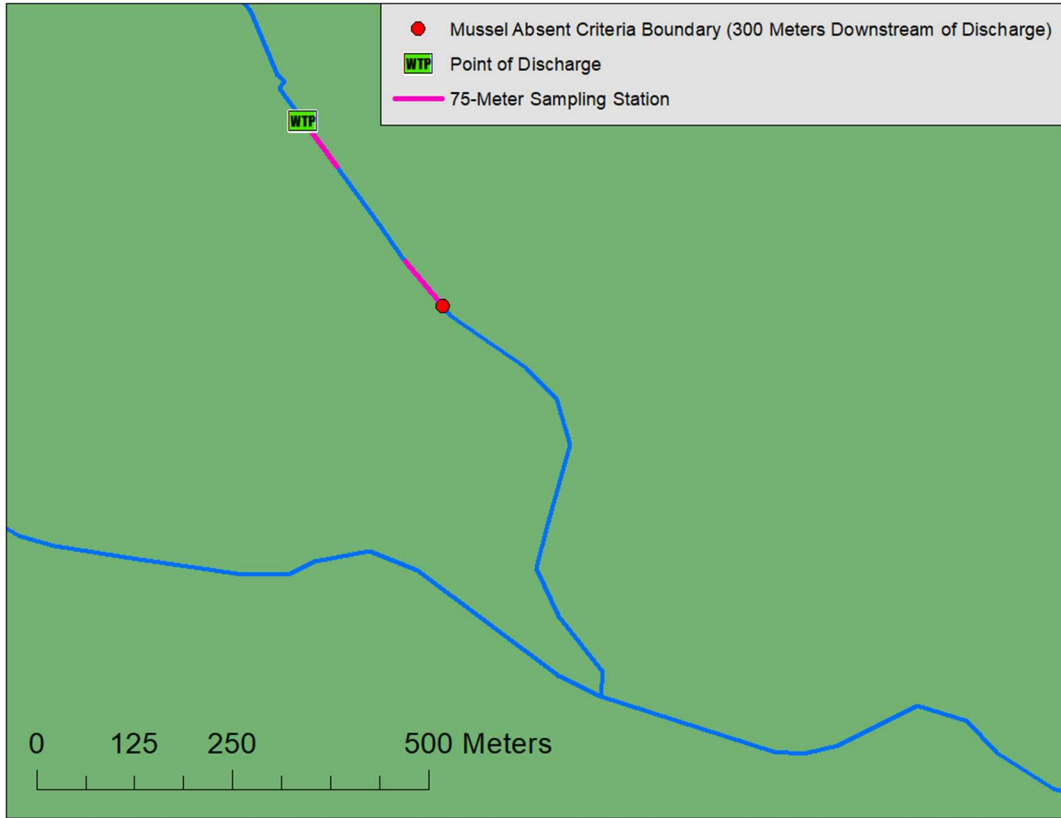 Mussel Absent Criteria Boundary (300 Meters Downstream of Discharge)
WTP Point of Discharge
75-Meter Sampling Station
WTP
0 125 250 500 Meters